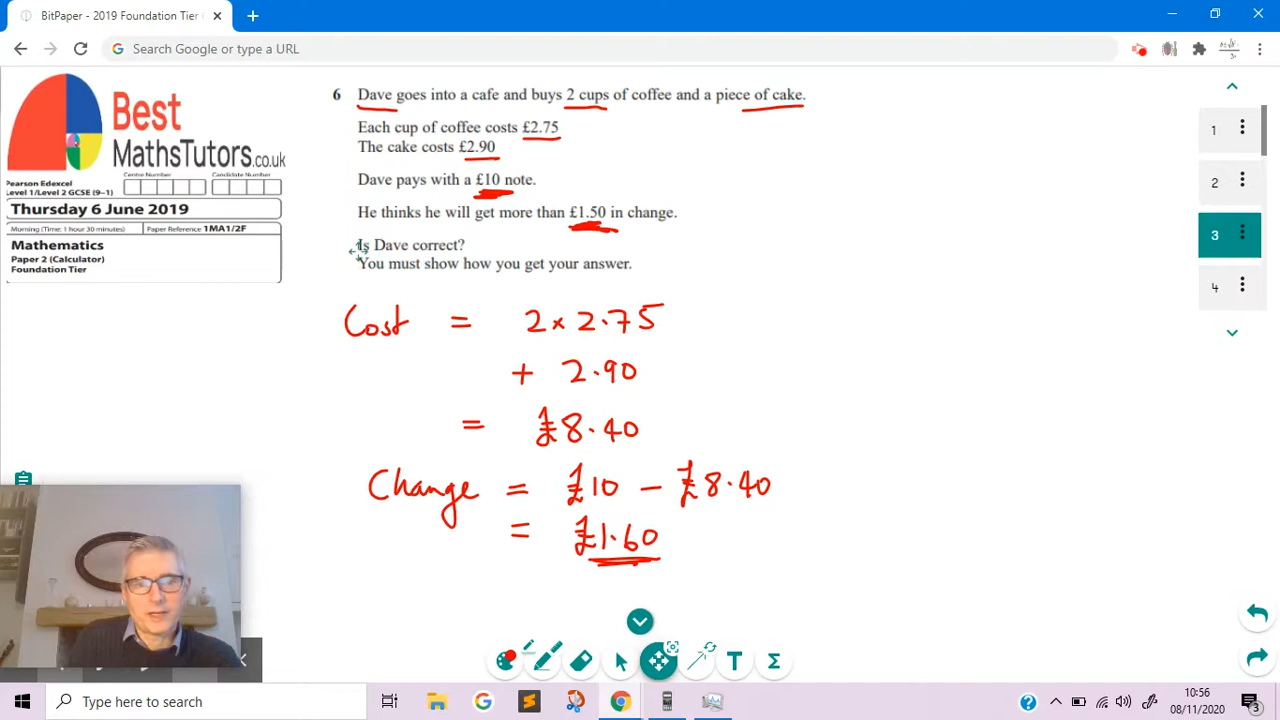 BitPaper - 2019 Foundation Tier
Search Google or type a URL
Best
MathsTutors.co.uk
Pearson Edexcel
Level 1/Level 2 GCSE (9–1)
Centre Number
Candidate Number
Thursday 6 June 2019
Morning (Time: 1 hour 30 minutes)
Paper Reference 1MA1/2F
Mathematics
Paper 2 (Calculator)
Foundation Tier
6 Dave goes into a cafe and buys 2 cups of coffee and a piece of cake.
Each cup of coffee costs £2.75
The cake costs £2.90
Dave pays with a £10 note.
He thinks he will get more than £1.50 in change.
Is Dave correct?
You must show how you get your answer.
Cost = 2 × 2.75
+ 2.90
= £8.40
Change = £10 - £8.40
= £1.60
1
2
3
4
T
Σ
Type here to search
10:56
08/11/2020
3